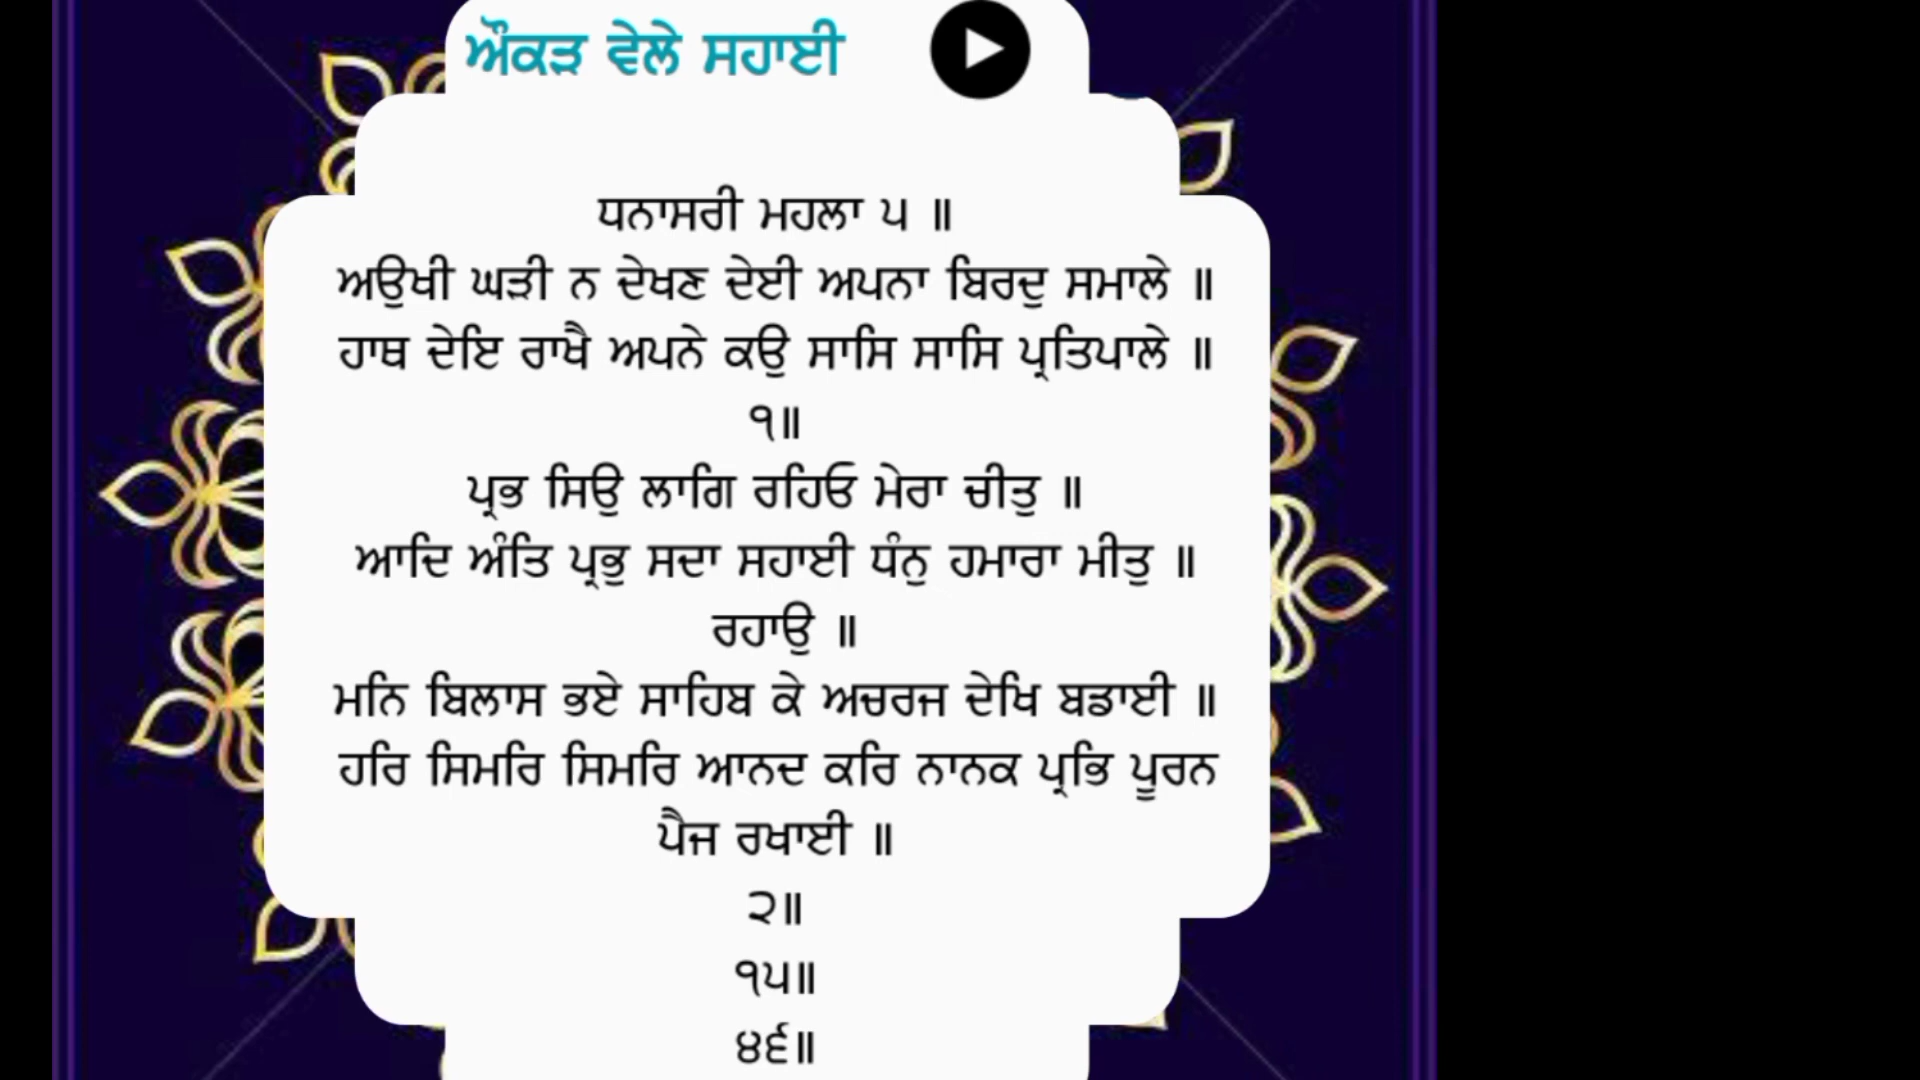 ਔਕੜ ਵੇਲੇ ਸਹਾਈ
ਧਨਾਸਰੀ ਮਹਲਾ ੫ ॥
ਅਉਖੀ ਘੜੀ ਨ ਦੇਖਣ ਦੇਈ ਅਪਨਾ ਬਿਰਦੁ ਸਮਾਲੇ ॥
ਹਾਥ ਦੇਇ ਰਾਖੈ ਅਪਨੇ ਕਉ ਸਾਸਿ ਸਾਸਿ ਪ੍ਰਤਿਪਾਲੇ ॥
੧॥
ਪ੍ਰਭ ਸਿਉ ਲਾਗਿ ਰਹਿਓ ਮੇਰਾ ਚੀਤੁ ॥
ਆਦਿ ਅੰਤਿ ਪ੍ਰਭੁ ਸਦਾ ਸਹਾਈ ਧੰਨੁ ਹਮਾਰਾ ਮੀਤੁ ॥
ਰਹਾਉ ॥
ਮਨਿ ਬਿਲਾਸ ਭਏ ਸਾਹਿਬ ਕੇ ਅਚਰਜ ਦੇਖਿ ਬਡਾਈ ॥
ਹਰਿ ਸਿਮਰਿ ਸਿਮਰਿ ਆਨਦ ਕਰਿ ਨਾਨਕ ਪ੍ਰਭਿ ਪੂਰਨ
ਪੈਜ ਰਖਾਈ ॥
੨॥
੧੫॥
੪੬॥